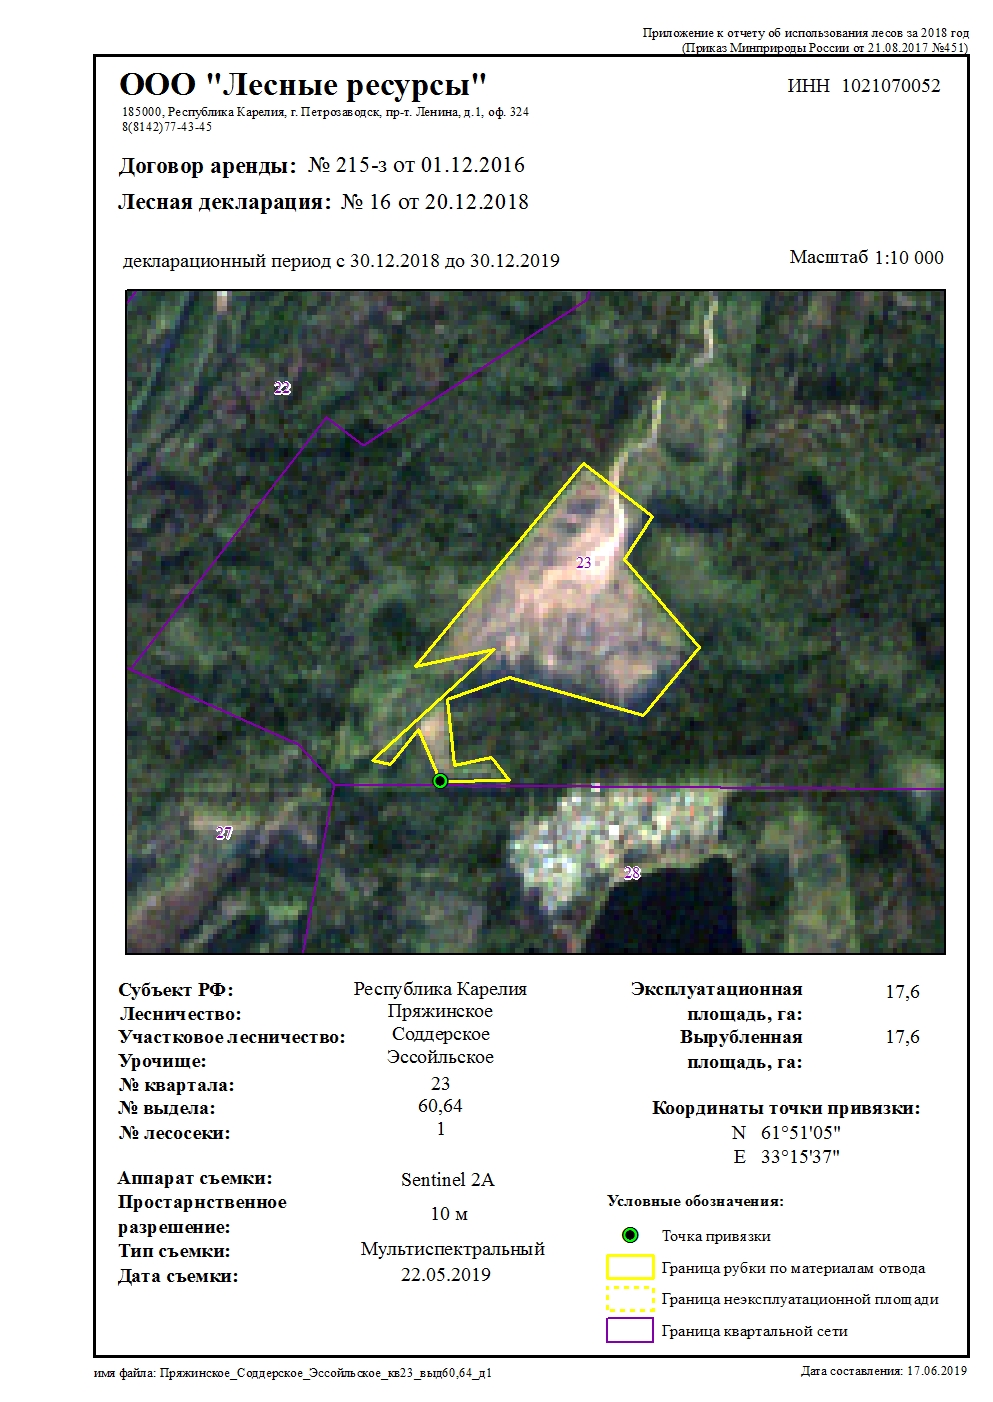 Приложение к отчету об использования лесов за 2018 год
(Приказ Минприроды России от 21.08.2017 №451)
ООО "Лесные ресурсы"
ИНН 1021070052
185000, Республика Карелия, г. Петрозаводск, пр-т. Ленина, д.1, оф. 324
8(8142)77-43-45
Договор аренды: № 215-з от 01.12.2016
Лесная декларация: № 16 от 20.12.2018
декларационный период с 30.12.2018 до 30.12.2019
Масштаб 1:10 000
22
23
27
28
Субъект РФ: Республика Карелия
Лесничество: Пряжинское
Участковое лесничество: Соддерское
Урочище: Эссойльское
№ квартала: 23
№ выдела: 60,64
№ лесосеки: 1
Эксплуатационная 17,6
площадь, га:
Вырубленная 17,6
площадь, га:
Координаты точки привязки:
N 61°51'05"
E 33°15'37"
Аппарат съемки: Sentinel 2A
Простарнственное
разрешение: 10 м
Тип съемки: Мультиспектральный
Дата съемки: 22.05.2019
Условные обозначения:
Точка привязки
Граница рубки по материалам отвода
Граница неэксплуатационной площади
Граница квартальной сети
имя файла: Пряжинское_Соддерское_Эссойльское_кв23_выд60,64_д1
Дата составления: 17.06.2019